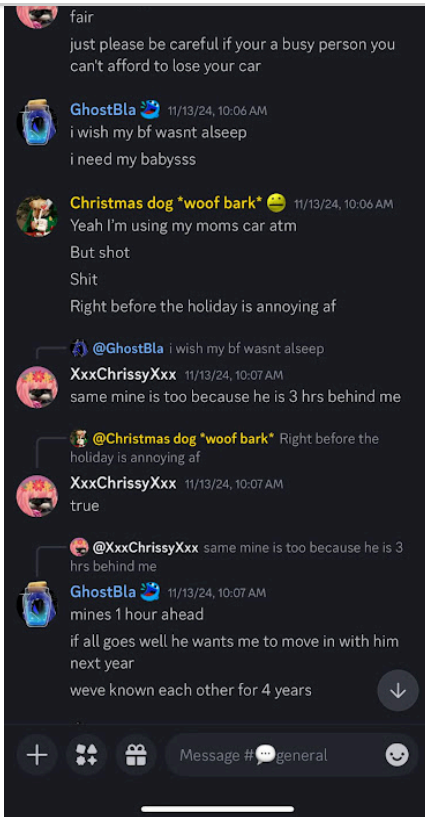 fair
just please be careful if your a busy person you
can't afford to lose your car
GhostBla 11/13/24, 10:06 AM
i wish my bf wasnt alseep
i need my babysss
Christmas dog *woof bark* 11/13/24, 10:06 AM
Yeah I'm using my moms car atm
But shot
Shit
Right before the holiday is annoying af
@GhostBla i wish my bf wasnt alseep
XxxChrissyXxx 11/13/24, 10:07 AM
same mine is too because he is 3 hrs behind me
@Christmas dog *woof bark* Right before the
holiday is annoying af
XxxChrissyXxx 11/13/24, 10:07 AM
true
@XxxChrissyXxx same mine is too because he is 3
hrs behind me
GhostBla 11/13/24, 10:07 AM
mines 1 hour ahead
if all goes well he wants me to move in with him
next year
weve known each other for 4 years
Message #💬general